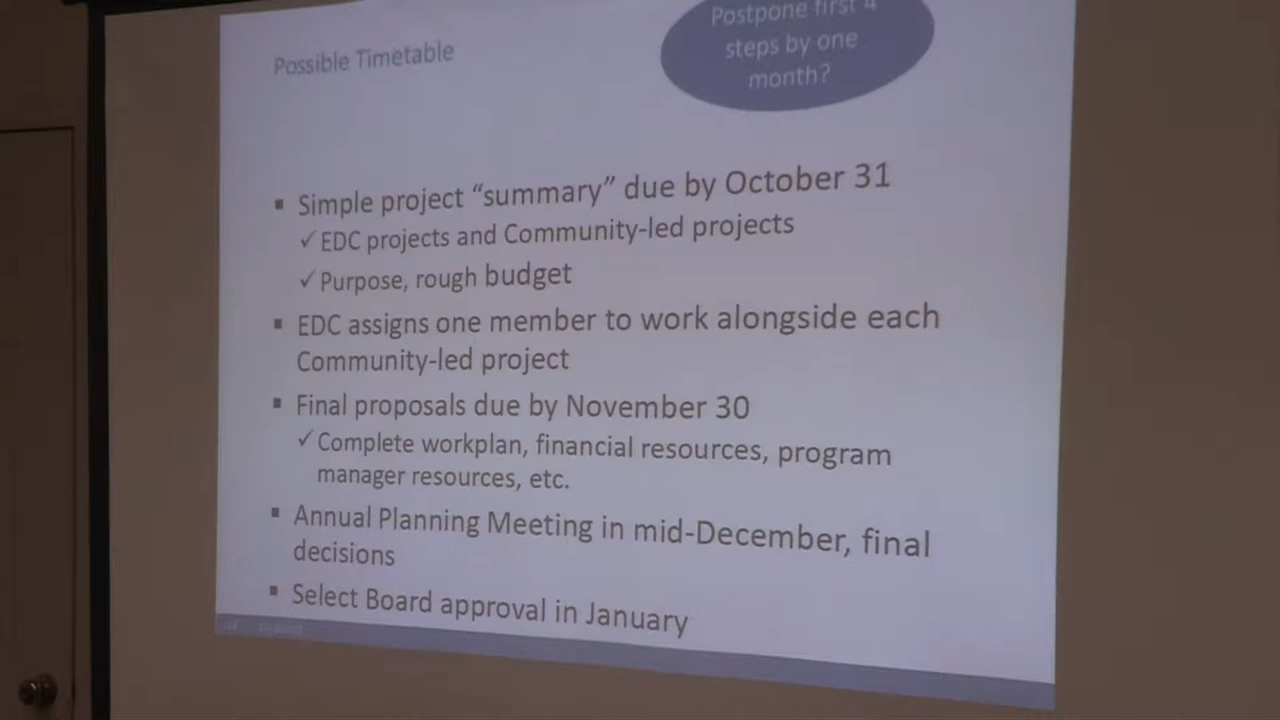 Possible Timetable
Postpone first 4
steps by one
month?
▪ Simple project “summary” due by October 31
✓ EDC projects and Community-led projects
✓ Purpose, rough budget
▪ EDC assigns one member to work alongside each
Community-led project
▪ Final proposals due by November 30
✓ Complete workplan, financial resources, program
manager resources, etc.
▪ Annual Planning Meeting in mid-December, final
decisions
▪ Select Board approval in January